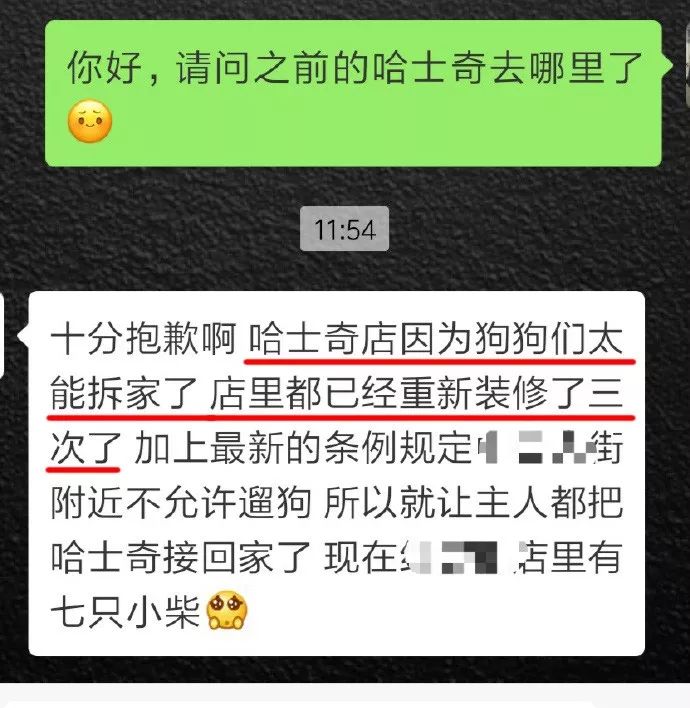 你好，请问之前的哈士奇去哪里了
11:54
十分抱歉啊 哈士奇店因为狗狗们太
能拆家了 店里都已经重新装修了三
次了 加上最新的条例规定 街
附近不允许遛狗 所以就让主人都把
哈士奇接回家了 现在 店里有
七只小柴